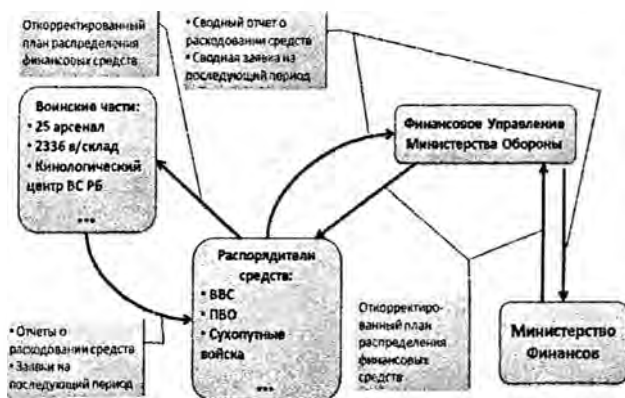 Откорректированный
план распределения
финансовых средств
• Сводный отчет о
расходовании средств
• Сводная заявка на
последующий период
Воинские части:
• 25 арсенал
• 2336 в/склад
• Кинологический
центр ВС РБ
...
Финансовое Управление
Министерства Обороны
Распорядители
средств:
• ВВС
• ПВО
• Сухопутные
войска
...
• Отчеты о
расходовании средств
• Заявки на
последующий период
Откорректиро-
ванный план
распределения
финансовых
средств
Министерство
Финансов